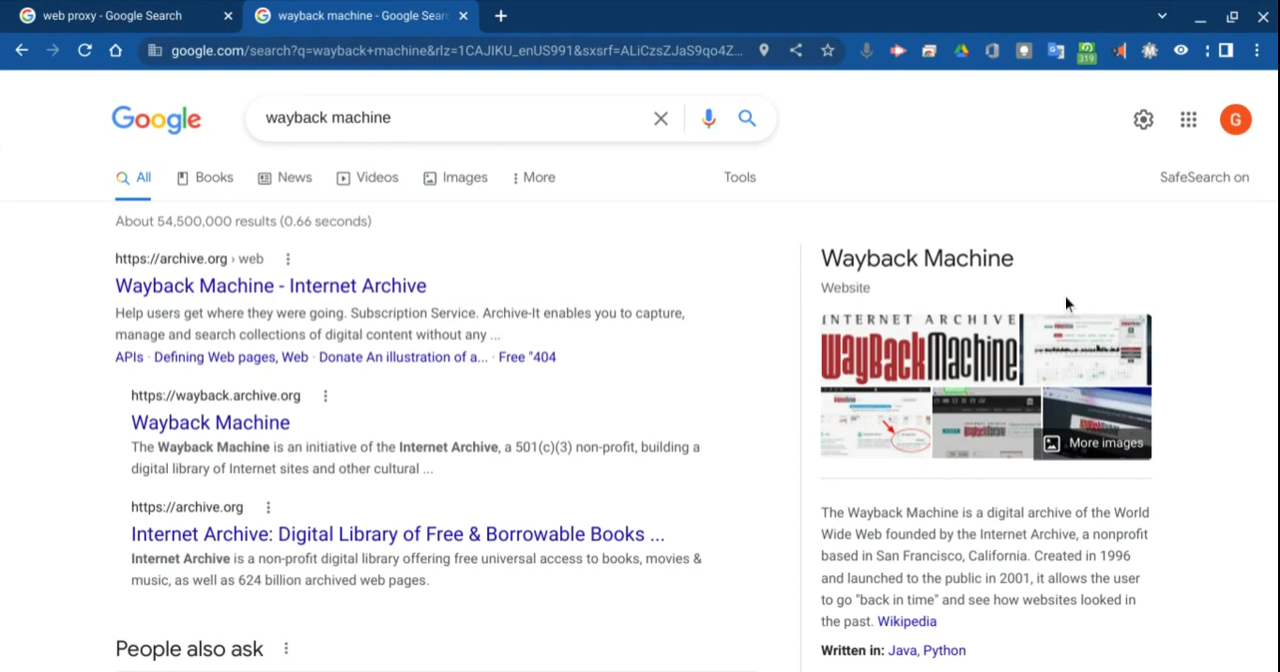 web proxy - Google Search
wayback machine - Google Sear
google.com/search?q=wayback+machine&rlz=1CAJIKU_enUS991&sxsrf=ALiCzsZJaS9qo4Z...
319
Google
wayback machine
G
All
Books
News
Videos
Images
More
Tools
SafeSearch on
About 54,500,000 results (0.66 seconds)
https://archive.org › web
Wayback Machine - Internet Archive
Help users get where they were going. Subscription Service. Archive-It enables you to capture,
manage and search collections of digital content without any ...
APIs · Defining Web pages, Web · Donate An illustration of a... · Free "404
https://wayback.archive.org
Wayback Machine
The Wayback Machine is an initiative of the Internet Archive, a 501(c)(3) non-profit, building a
digital library of Internet sites and other cultural ...
https://archive.org
Internet Archive: Digital Library of Free & Borrowable Books ...
Internet Archive is a non-profit digital library offering free universal access to books, movies &
music, as well as 624 billion archived web pages.
People also ask
Wayback Machine
Website
INTERNET ARCHIVE
WayBackMachine
More images
The Wayback Machine is a digital archive of the World
Wide Web founded by the Internet Archive, a nonprofit
based in San Francisco, California. Created in 1996
and launched to the public in 2001, it allows the user
to go "back in time" and see how websites looked in
the past. Wikipedia
Written in: Java, Python